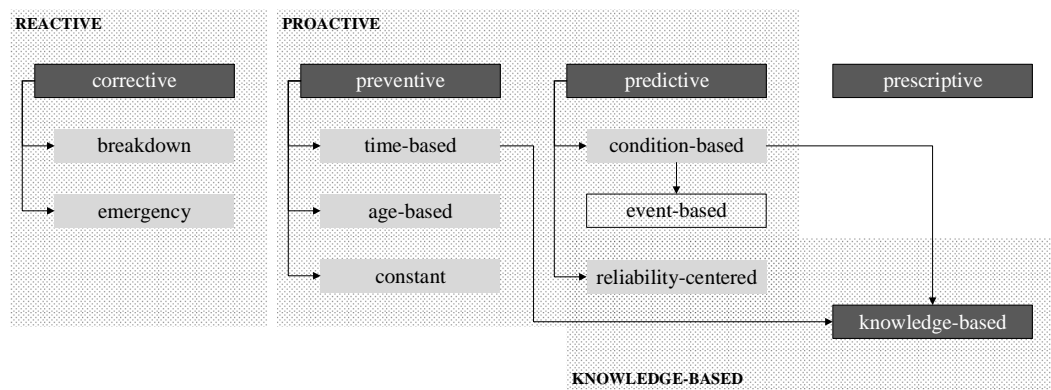 REACTIVE
PROACTIVE
corrective
preventive
predictive
prescriptive
breakdown
time-based
condition-based
emergency
age-based
event-based
constant
reliability-centered
knowledge-based
KNOWLEDGE-BASED